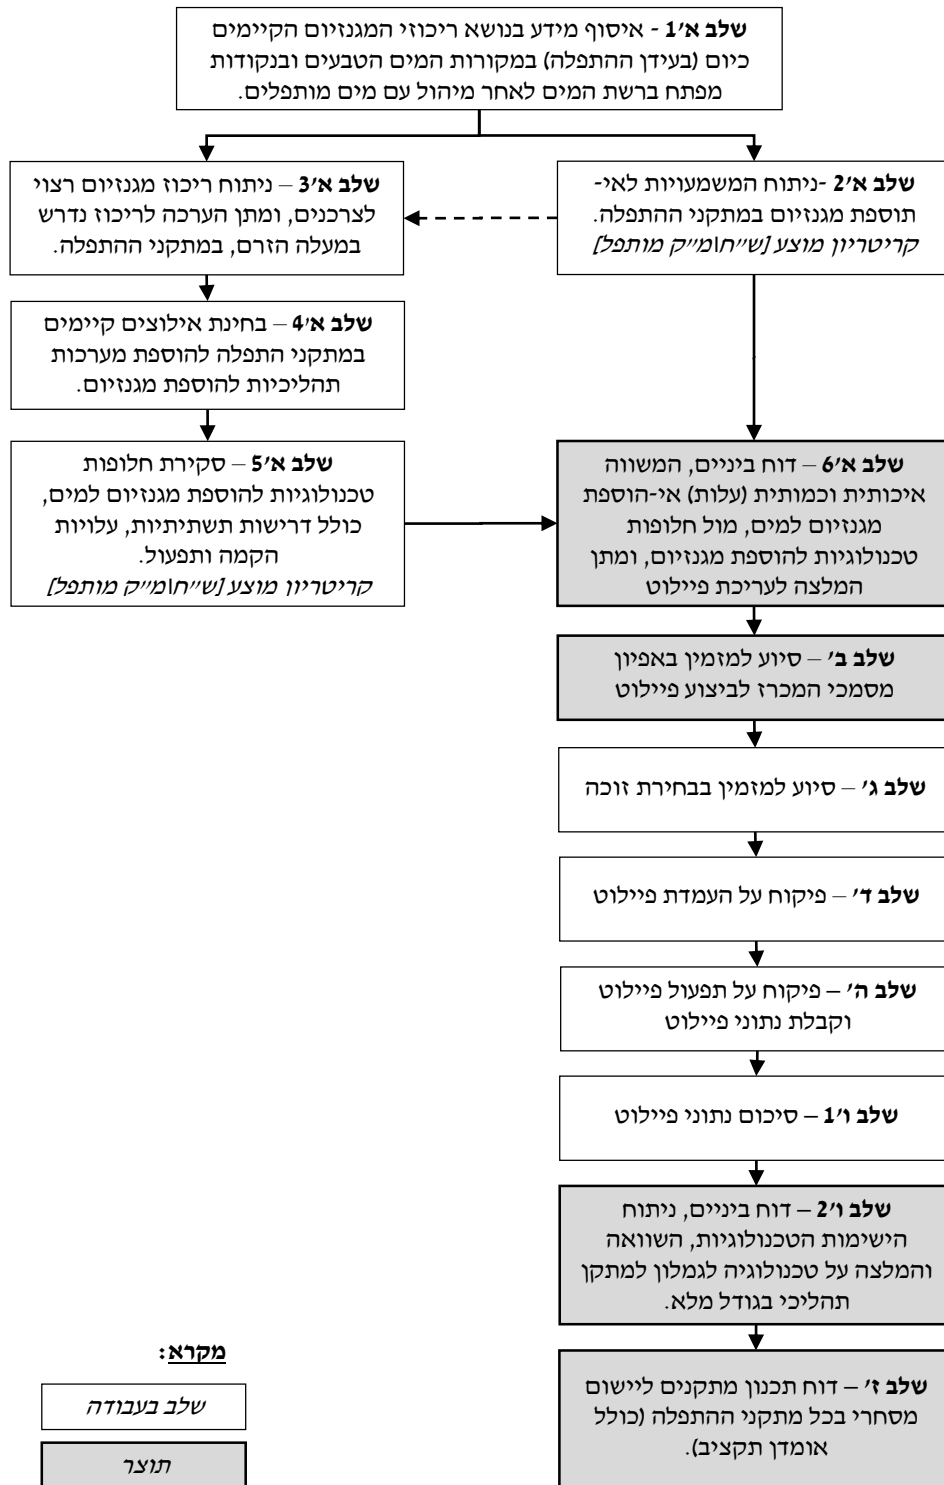 שלב א'1 - איסוף מידע בנושא ריכוזי המגנזיום הקיימים
כיום (בעידן ההתפלה) במקורות המים הטבעים ובנקודות
מפתח ברשת המים לאחר מיהול עם מים מותפלים.
שלב א'2 -ניתוח המשמעויות לאי-
תוספת מגנזיום במתקני ההתפלה.
קריטריון מוצע [ש״ח\מ״ק מותפל]
שלב א'3 – ניתוח ריכוז מגנזיום רצוי
לצרכנים, ומתן הערכה לריכוז נדרש
במעלה הזרם, במתקני ההתפלה.
שלב א'4 – בחינת אילוצים קיימים
במתקני התפלה להוספת מערכות
תהליכיות להוספת מגנזיום.
שלב א'5 – סקירת חלופות
טכנולוגיות להוספת מגנזיום למים,
כולל דרישות תשתיתיות, עלויות
הקמה ותפעול.
קריטריון מוצע [ש״ח\מ״ק מותפל]
שלב א'6 – דוח ביניים, המשווה
איכותית וכמותית (עלות) אי-הוספת
מגנזיום למים, מול חלופות
טכנולוגיות להוספת מגנזיום, ומתן
המלצה לעריכת פיילוט
שלב ב' – סיוע למזמין באפיון
מסמכי המכרז לביצוע פיילוט
שלב ג' – סיוע למזמין בבחירת זוכה
שלב ד' – פיקוח על העמדת פיילוט
שלב ה' – פיקוח על תפעול פיילוט
וקבלת נתוני פיילוט
שלב ו'1 – סיכום נתוני פיילוט
שלב ו'2 – דוח ביניים, ניתוח
הישימות הטכנולוגיות, השוואה
והמלצה על טכנולוגיה לגמלון למתקן
תהליכי בגודל מלא.
שלב ז' – דוח תכנון מתקנים ליישום
מסחרי בכל מתקני ההתפלה (כולל
אומדן תקציב).
מקרא:
שלב בעבודה
תוצר